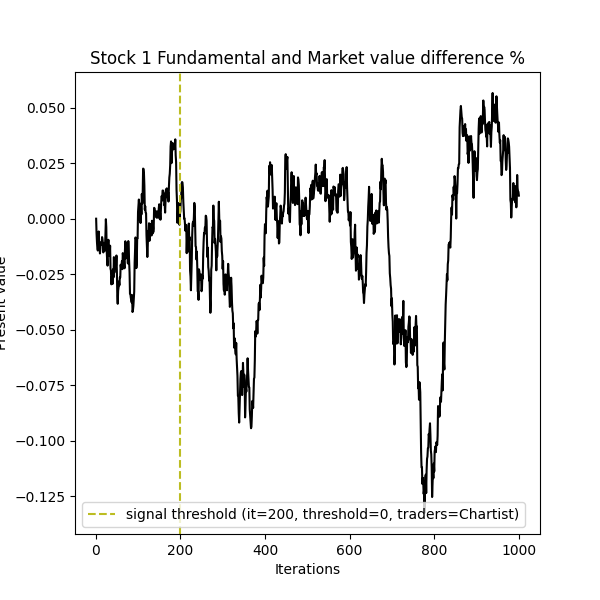 Stock 1 Fundamental and Market value difference %
0.050
0.025
0.000
−0.025
−0.050
−0.075
−0.100
−0.125
Present value
signal threshold (it=200, threshold=0, traders=Chartist)
0 200 400 600 800 1000
Iterations